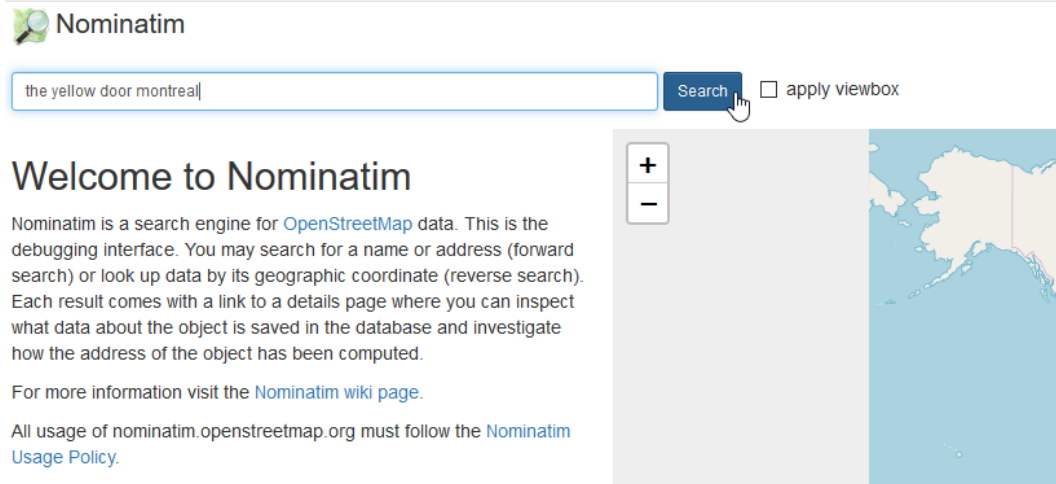 Nominatim
the yellow door montreal
Search
apply viewbox
+
−
Welcome to Nominatim
Nominatim is a search engine for OpenStreetMap data. This is the
debugging interface. You may search for a name or address (forward
search) or look up data by its geographic coordinate (reverse search).
Each result comes with a link to a details page where you can inspect
what data about the object is saved in the database and investigate
how the address of the object has been computed.
For more information visit the Nominatim wiki page.
All usage of nominatim.openstreetmap.org must follow the Nominatim
Usage Policy.